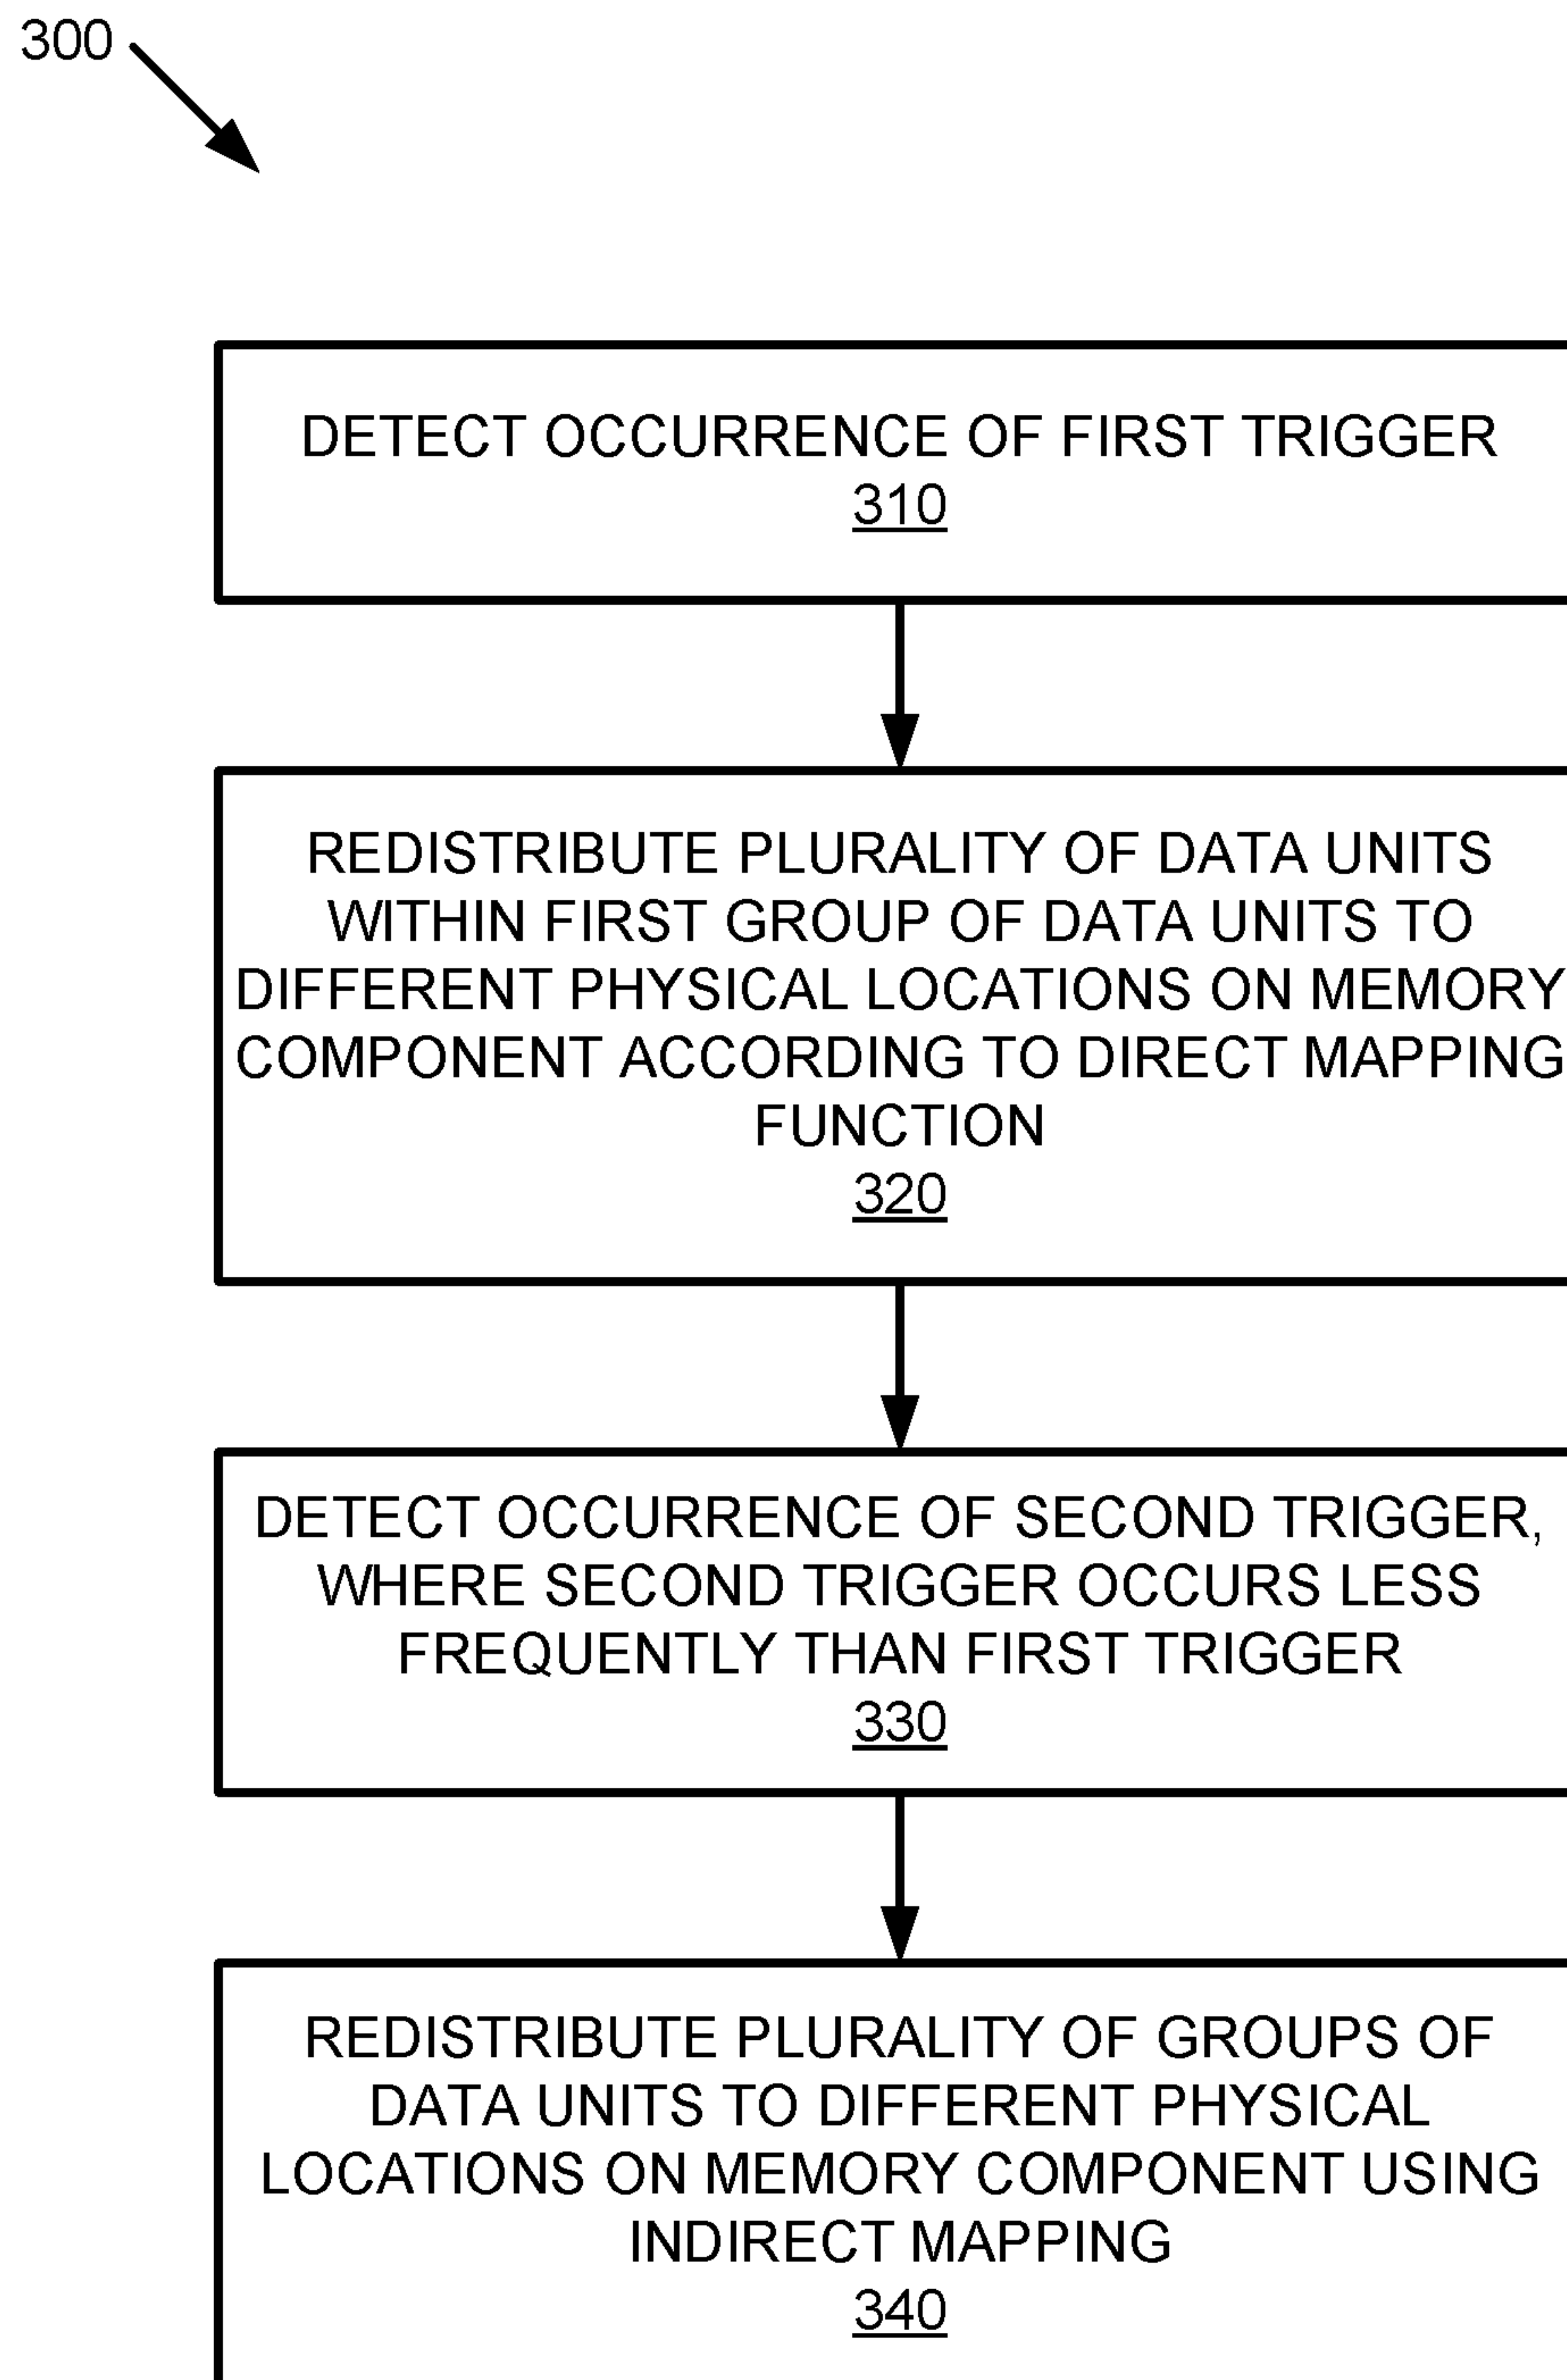 300
DETECT OCCURRENCE OF FIRST TRIGGER
310
REDISTRIBUTE PLURALITY OF DATA UNITS
WITHIN FIRST GROUP OF DATA UNITS TO
DIFFERENT PHYSICAL LOCATIONS ON MEMORY
COMPONENT ACCORDING TO DIRECT MAPPING
FUNCTION
320
DETECT OCCURRENCE OF SECOND TRIGGER,
WHERE SECOND TRIGGER OCCURS LESS
FREQUENTLY THAN FIRST TRIGGER
330
REDISTRIBUTE PLURALITY OF GROUPS OF
DATA UNITS TO DIFFERENT PHYSICAL
LOCATIONS ON MEMORY COMPONENT USING
INDIRECT MAPPING
340